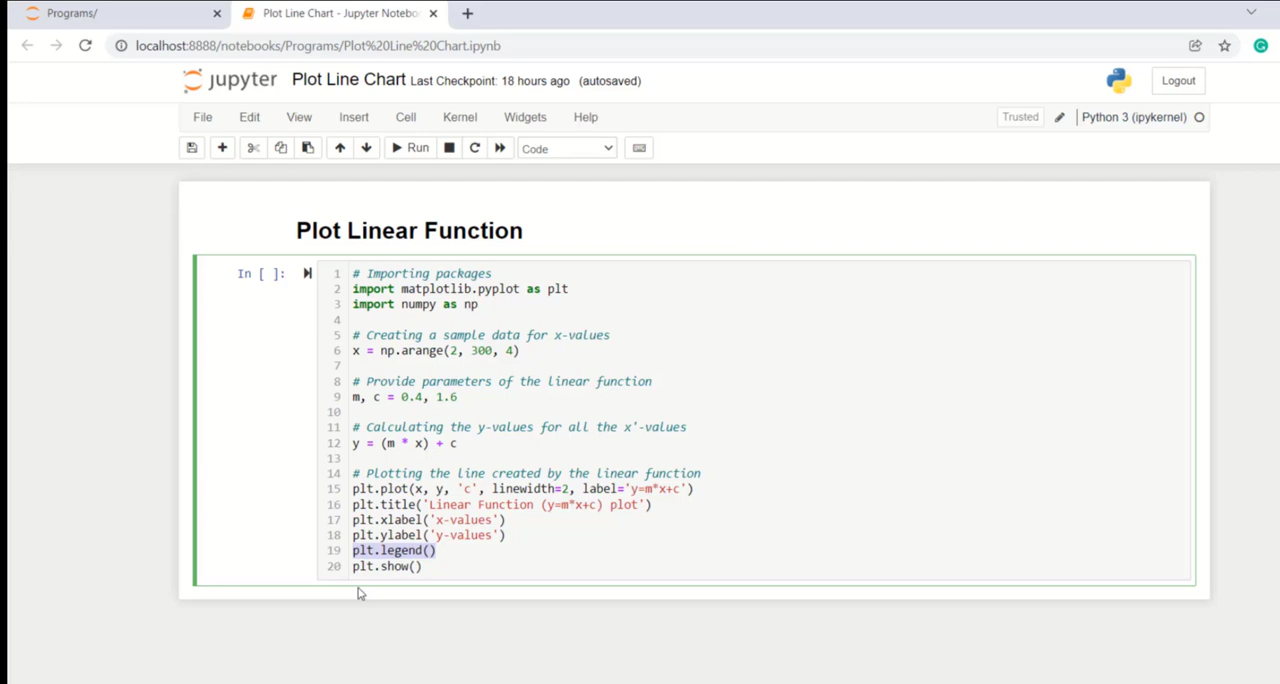 Programs/
Plot Line Chart - Jupyter Notebo
localhost:8888/notebooks/Programs/Plot%20Line%20Chart.ipynb
jupyter Plot Line Chart Last Checkpoint: 18 hours ago (autosaved)
Logout
File Edit View Insert Cell Kernel Widgets Help
Trusted
Python 3 (ipykernel)
Run
Code
Plot Linear Function
In [ ]:
1 # Importing packages
2 import matplotlib.pyplot as plt
3 import numpy as np
4
5 # Creating a sample data for x-values
6 x = np.arange(2, 300, 4)
7
8 # Provide parameters of the linear function
9 m, c = 0.4, 1.6
10
11 # Calculating the y-values for all the x'-values
12 y = (m * x) + c
13
14 # Plotting the line created by the linear function
15 plt.plot(x, y, 'c', linewidth=2, label='y=m*x+c')
16 plt.title('Linear Function (y=m*x+c) plot')
17 plt.xlabel('x-values')
18 plt.ylabel('y-values')
19 plt.legend()
20 plt.show()